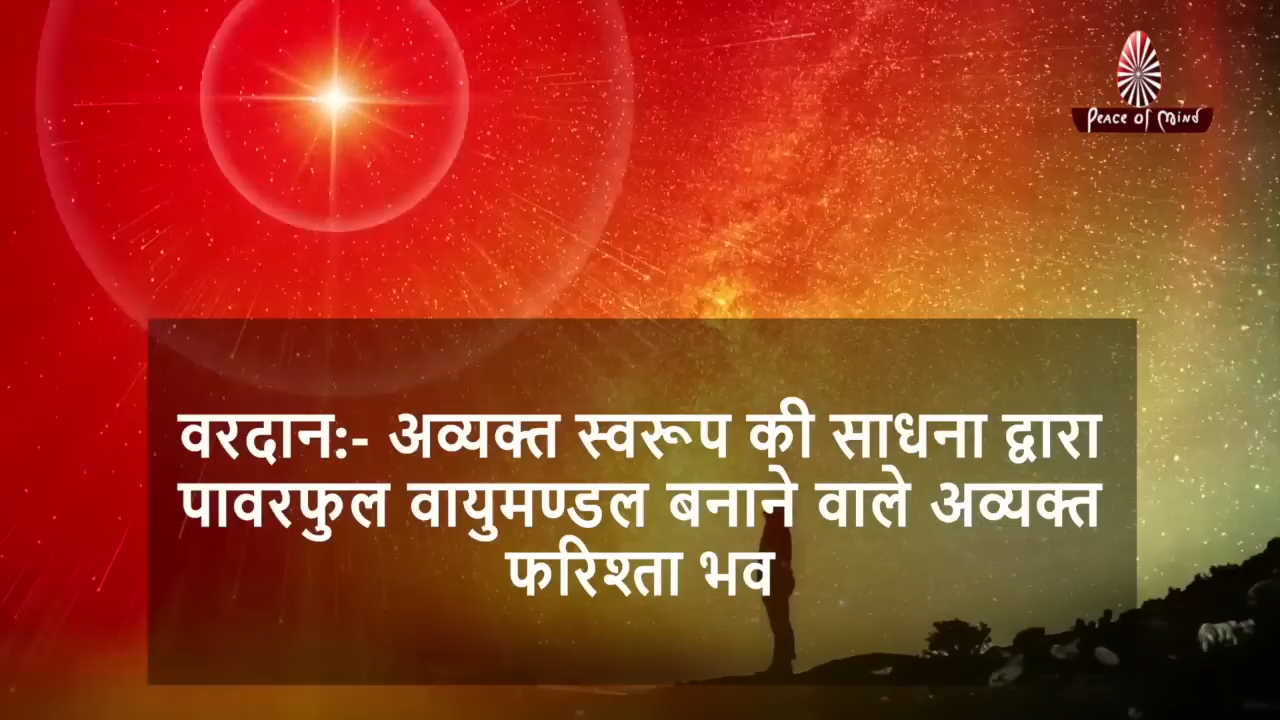 Peace of Mind
वरदान:- अव्यक्त स्वरूप की साधना द्वारा
पावरफुल वायुमण्डल बनाने वाले अव्यक्त
फरिश्ता भव